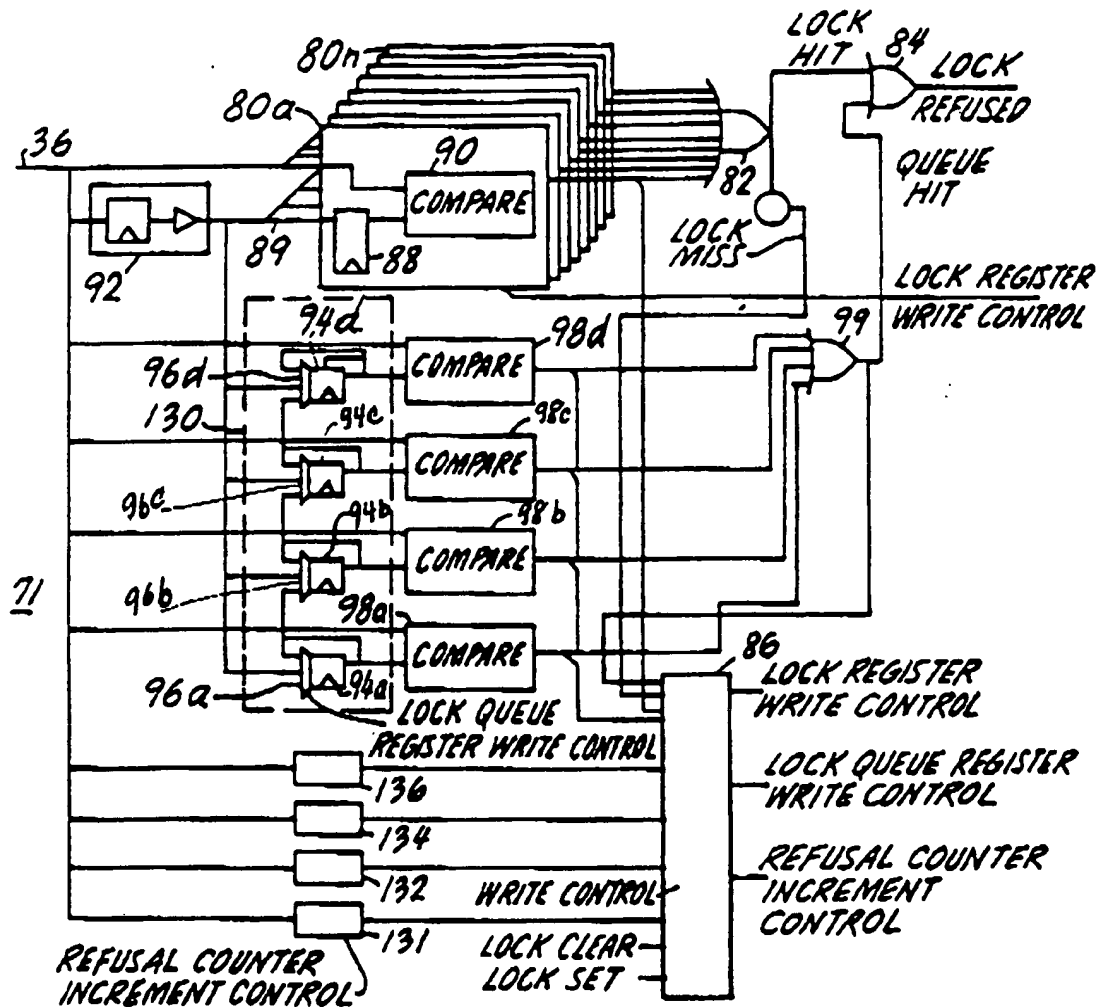 80n
LOCK
HIT
84
LOCK
REFUSED
80a
36
90
COMPARE
82
QUEUE
HIT
92
89
88
LOCK
MISS
LOCK REGISTER
WRITE CONTROL
94d
98d
99
96d
COMPARE
130
94c
98c
COMPARE
96c
94b
98b
COMPARE
71
96b
98a
COMPARE
86
96a
94a
LOCK QUEUE
REGISTER WRITE CONTROL
LOCK REGISTER
WRITE CONTROL
136
LOCK QUEUE REGISTER
WRITE CONTROL
134
132
WRITE CONTROL
REFUSAL COUNTER
INCREMENT
CONTROL
131
REFUSAL COUNTER
INCREMENT CONTROL
LOCK CLEAR
LOCK SET